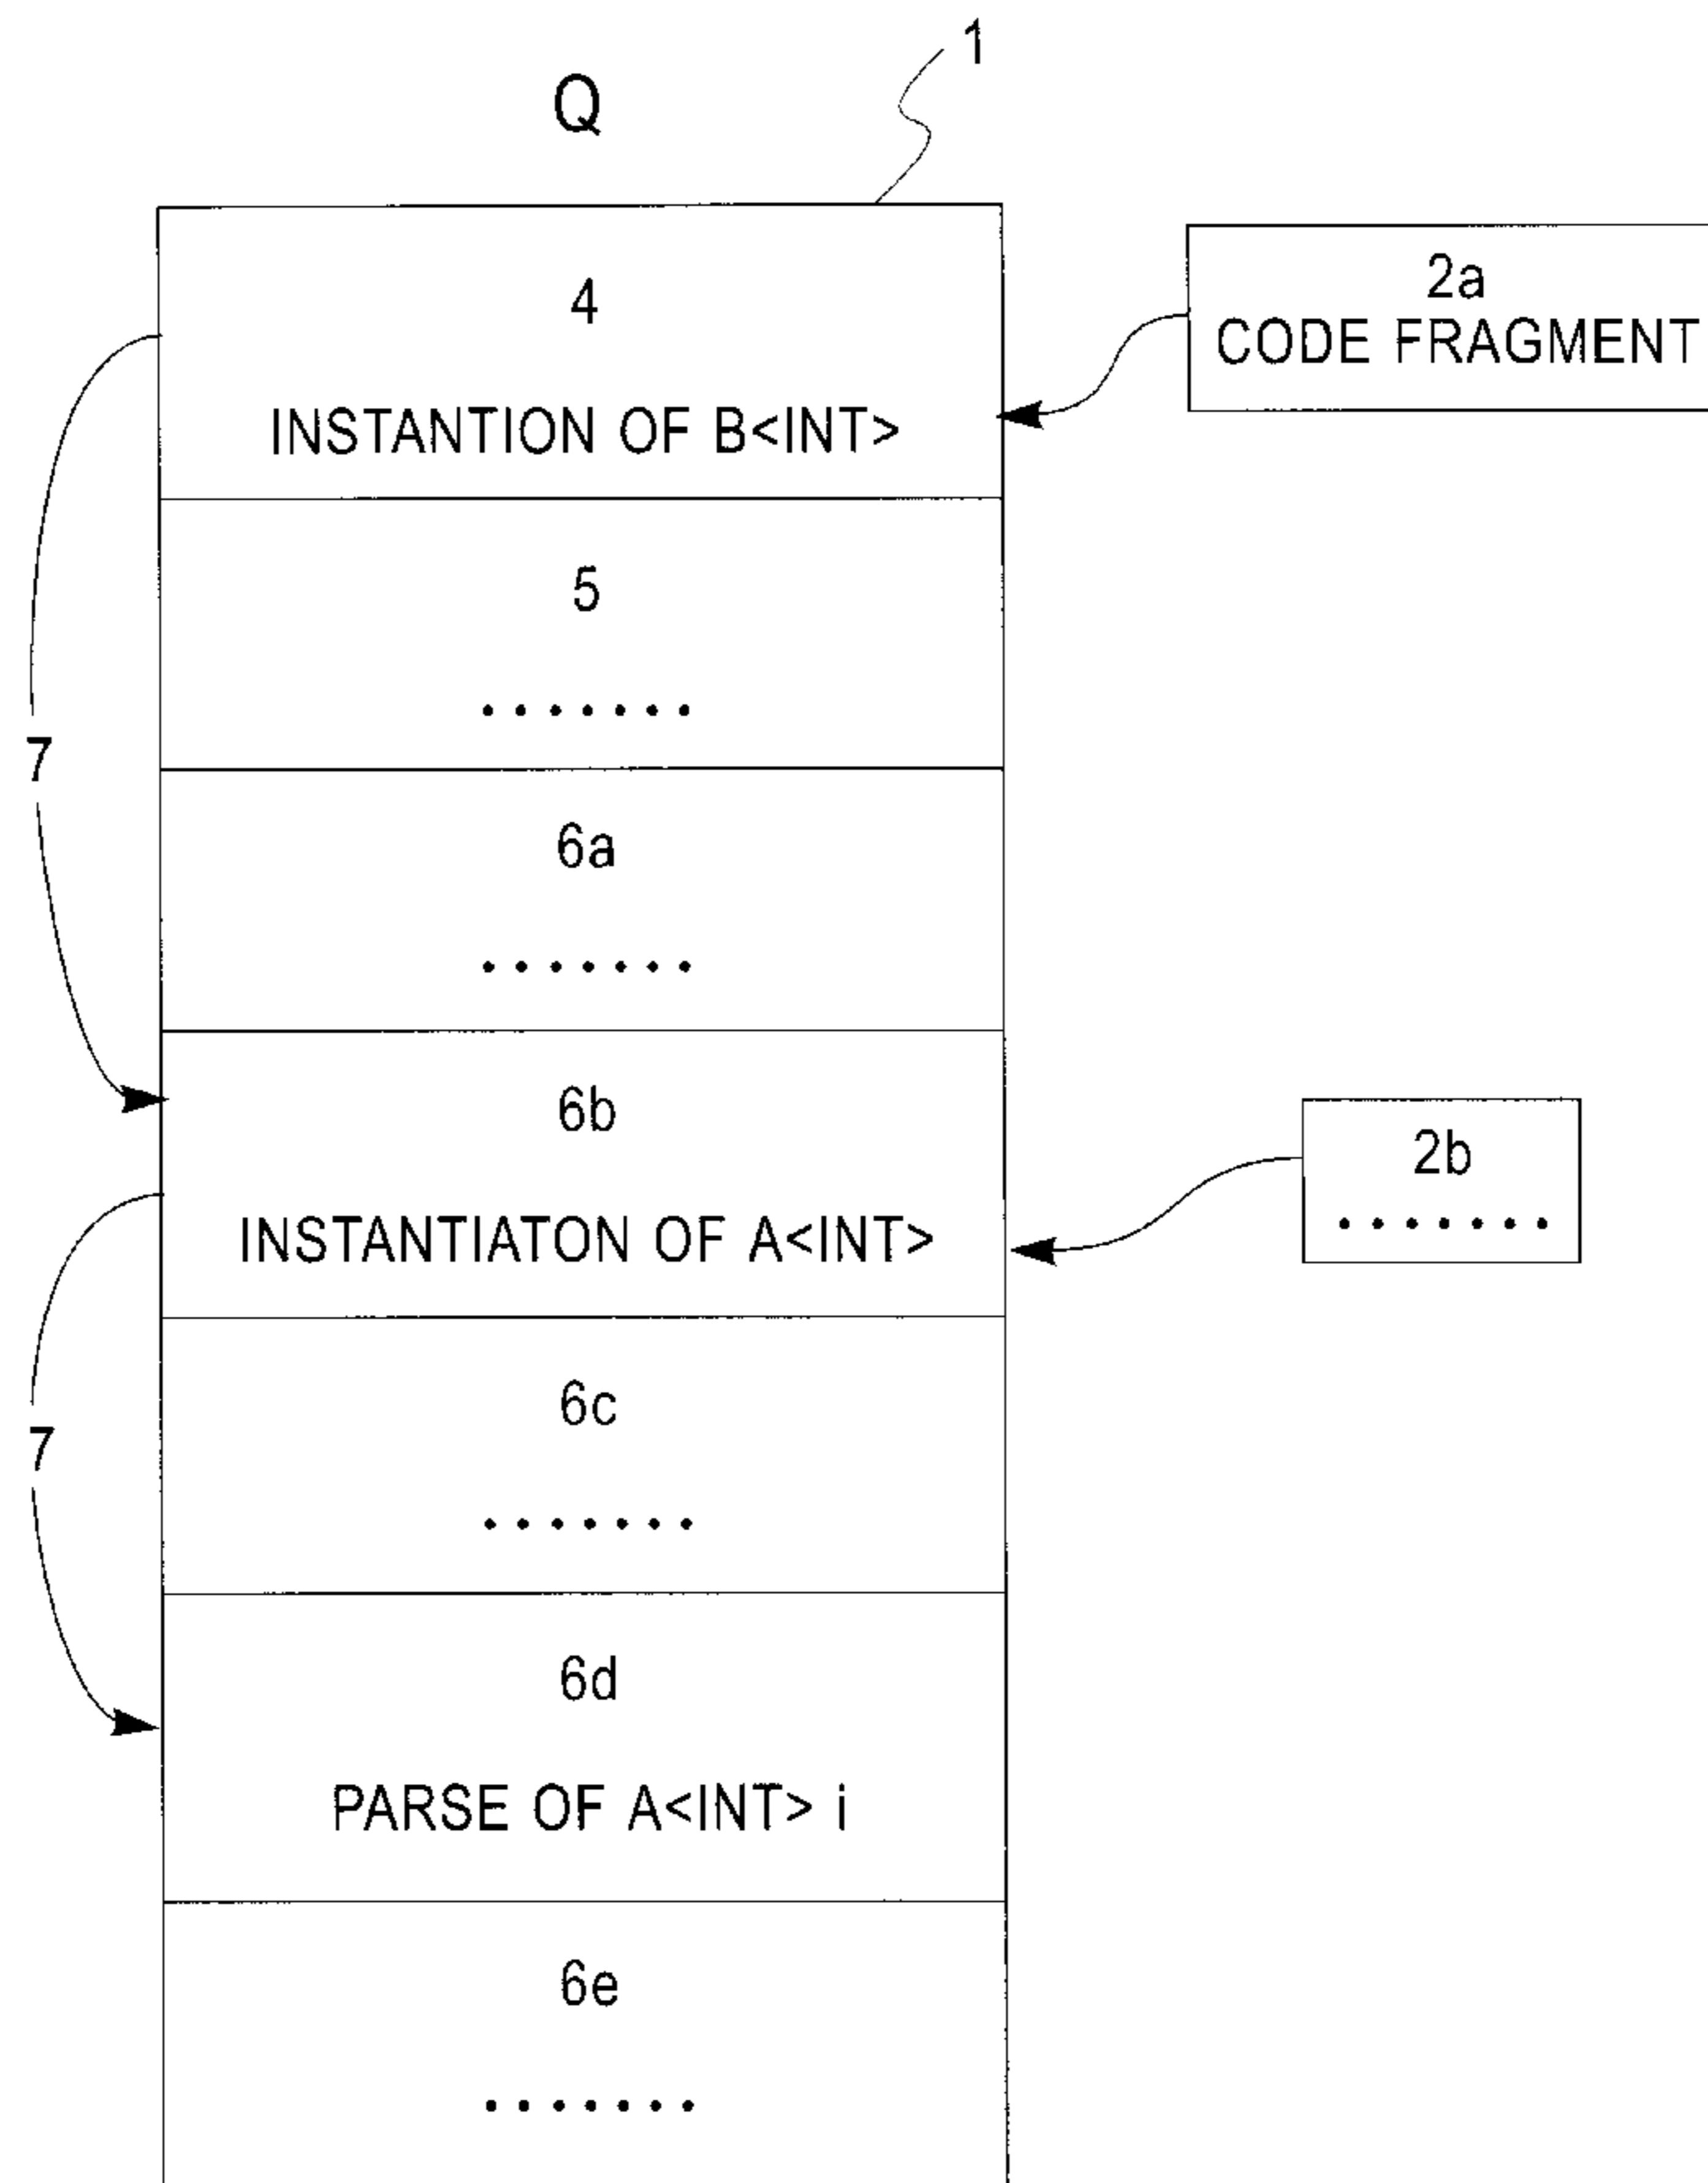 1
Q
4
INSTANTION OF B<INT>
2a
CODE FRAGMENT
5
.......
7
6a
.......
6b
INSTANTIATON OF A<INT>
2b
.......
6c
.......
7
6d
PARSE OF A<INT> i
6e
.......